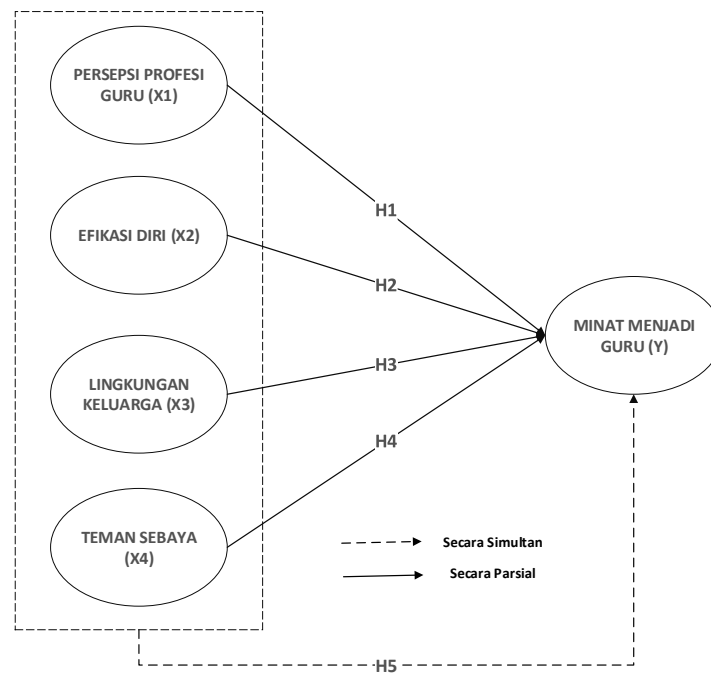 PERSEPSI PROFESI
GURU (X1)
H1
EFIKASI DIRI (X2)
H2
MINAT MENJADI
GURU (Y)
LINGKUNGAN
KELUARGA (X3)
H3
H4
TEMAN SEBAYA
(X4)
Secara Simultan
Secara Parsial
H5